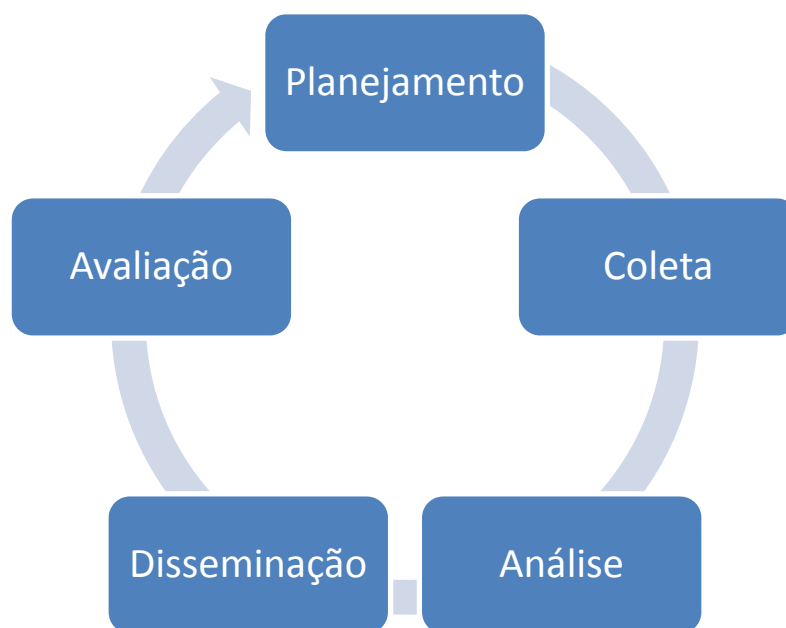 Planejamento
Coleta
Análise
Disseminação
Avaliação